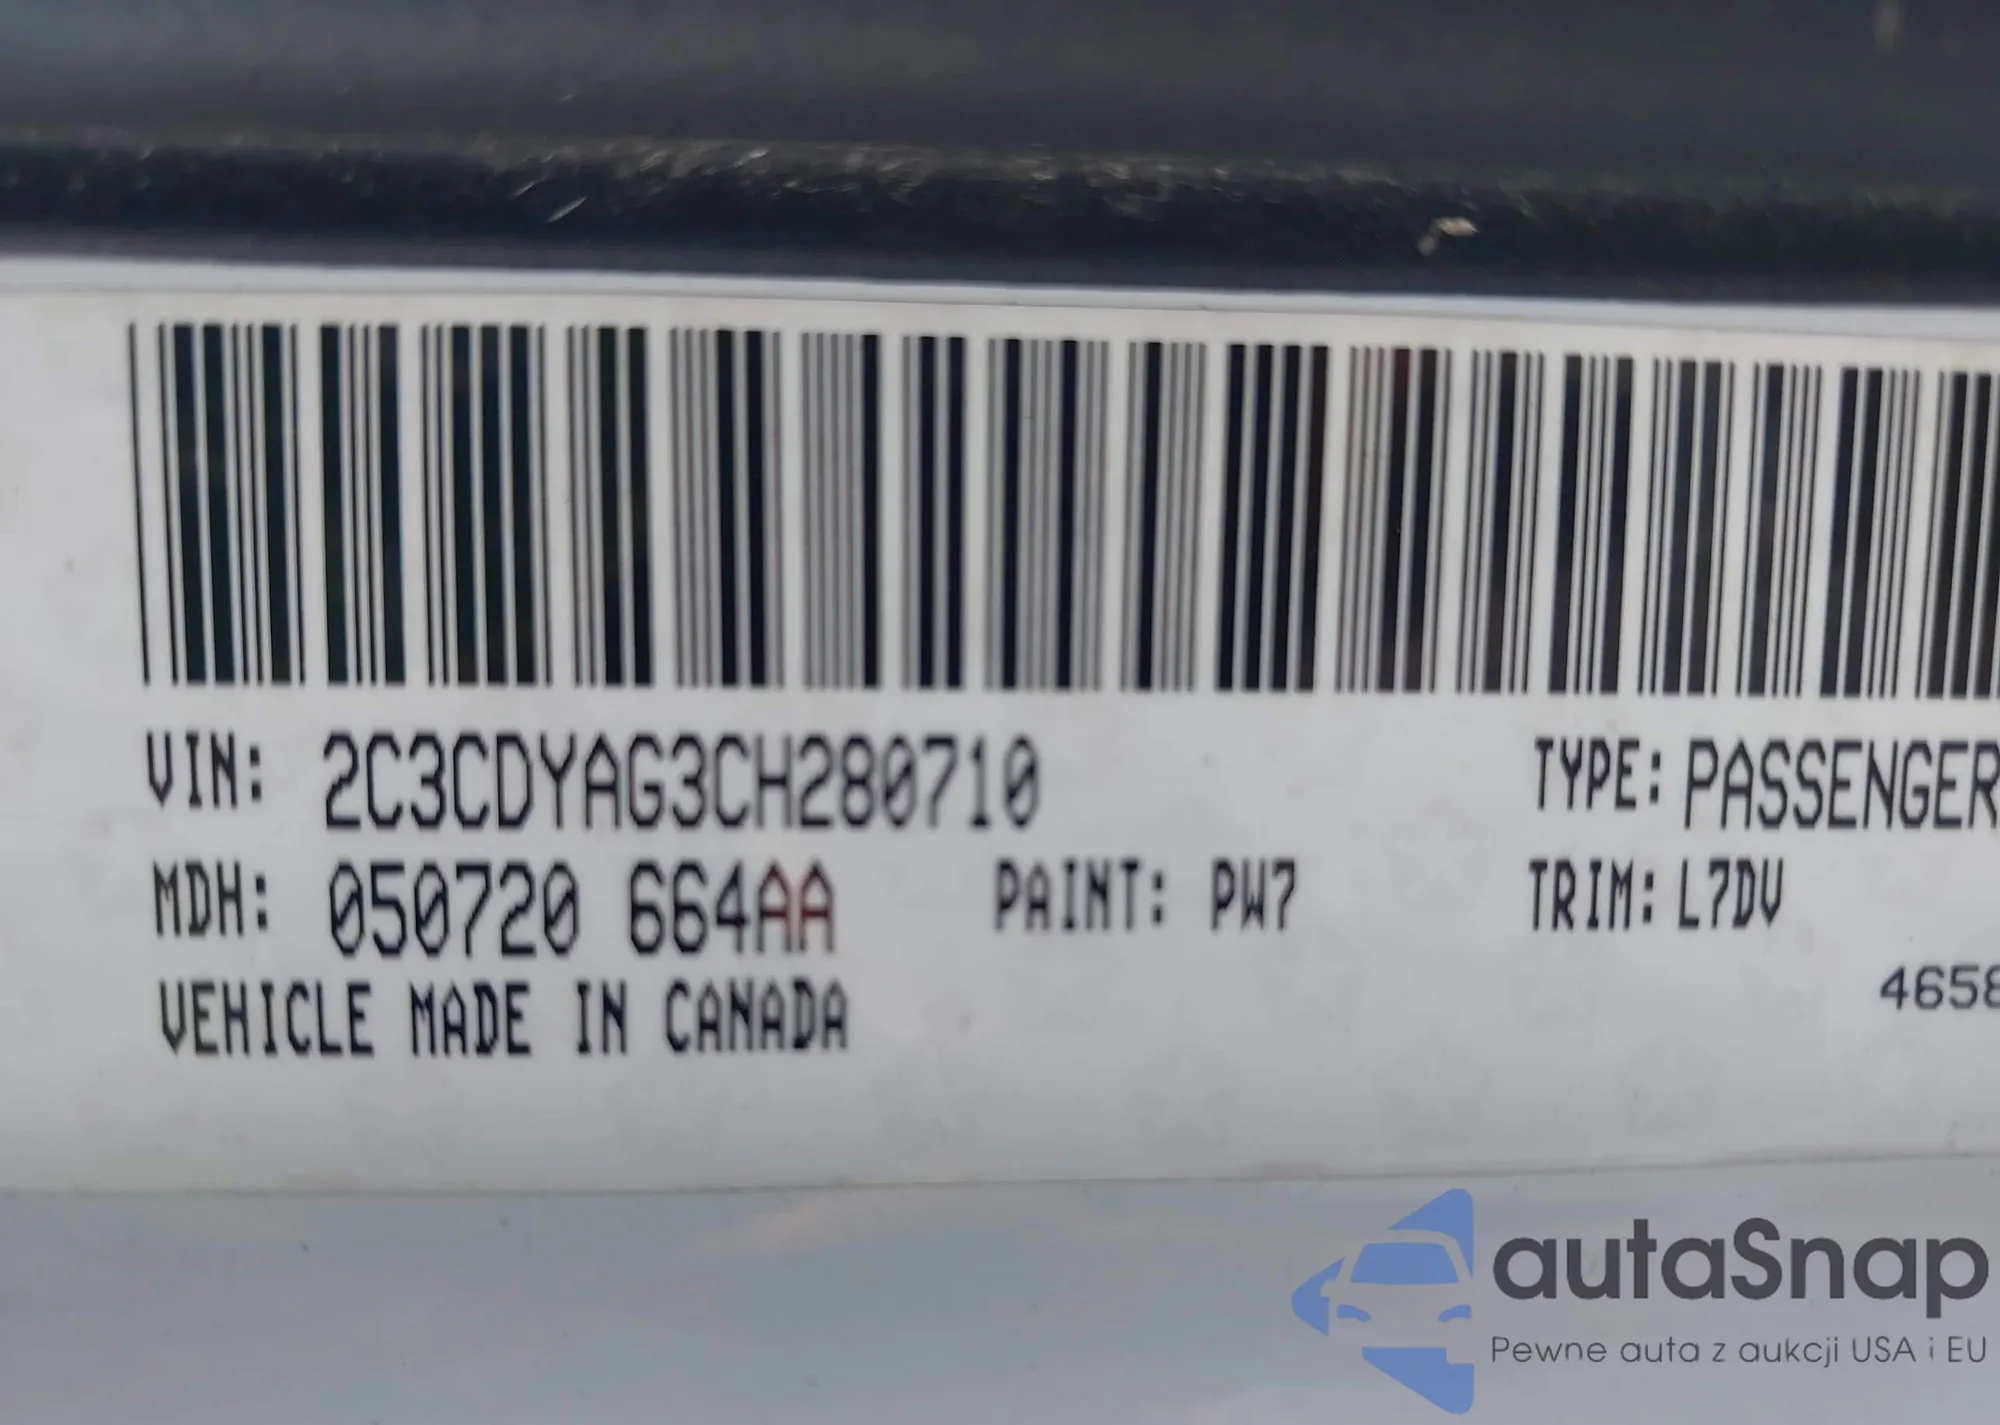 VIN: 2C3CDYAG3CH280710 TYPE: PASSENGER
MDH: 050720 664AA PAINT: PW7 TRIM: L7DV
4658
VEHICLE MADE IN CANADA
autaSnap
Pewne auta z aukcji USA i EU